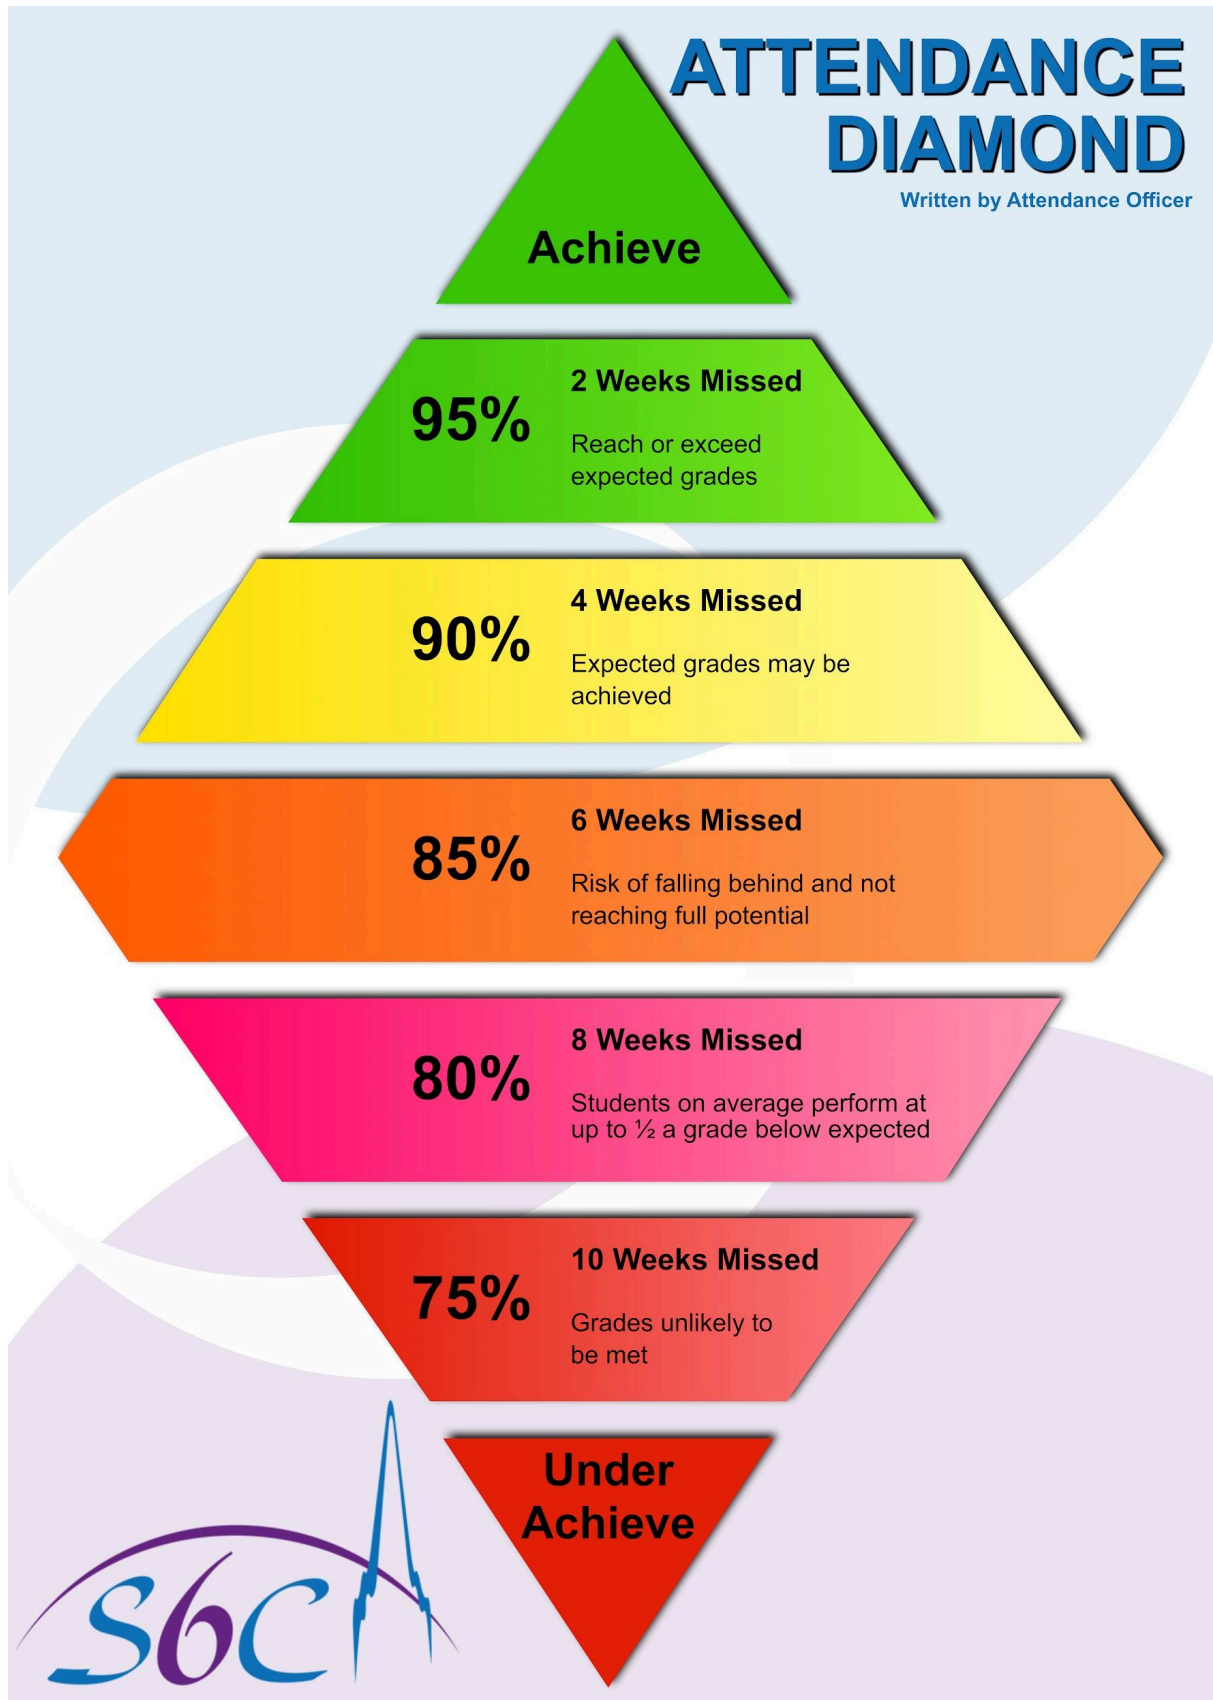 ATTENDANCE
DIAMOND
Written by Attendance Officer
Achieve
95%
2 Weeks Missed
Reach or exceed
expected grades
90%
4 Weeks Missed
Expected grades may be
achieved
85%
6 Weeks Missed
Risk of falling behind and not
reaching full potential
80%
8 Weeks Missed
Students on average perform at
up to ½ a grade below expected
75%
10 Weeks Missed
Grades unlikely to
be met
Under
Achieve
S6C